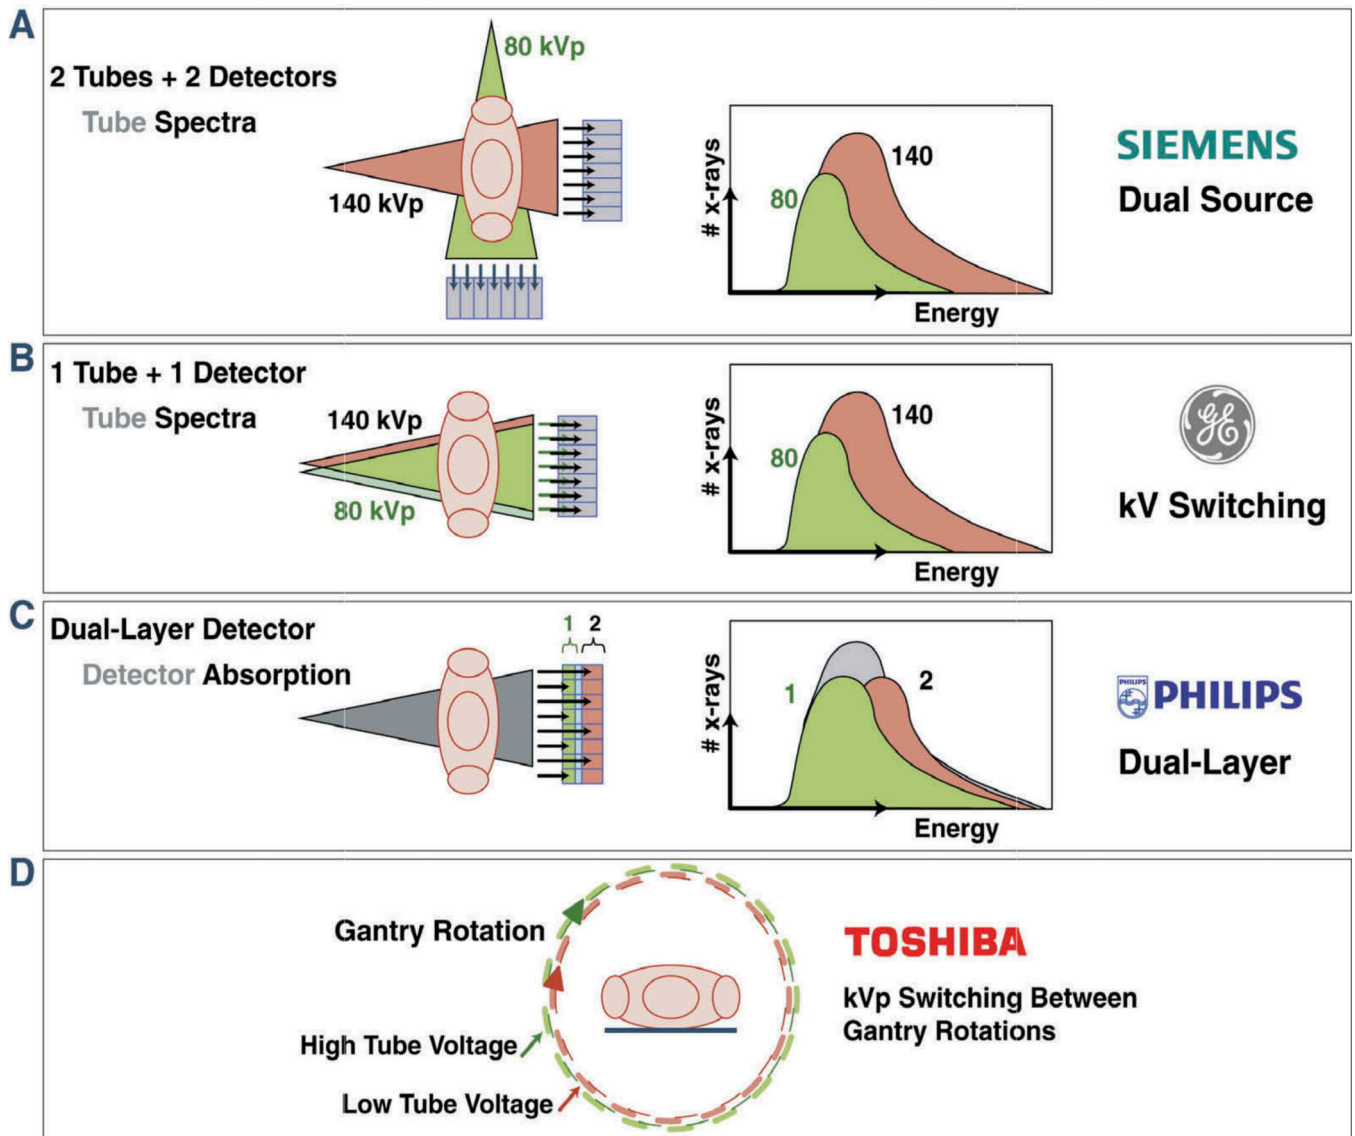 A
2 Tubes + 2 Detectors
Tube Spectra
80 kVp
140 kVp
# x-rays
80
140
Energy
SIEMENS
Dual Source
B
1 Tube + 1 Detector
Tube Spectra
140 kVp
80 kVp
# x-rays
80
140
Energy
GE
kV Switching
C
Dual-Layer Detector
Detector Absorption
1 2
# x-rays
1
2
Energy
PHILIPS
PHILIPS
Dual-Layer
D
Gantry Rotation
High Tube Voltage
Low Tube Voltage
TOSHIBA
kVp Switching Between
Gantry Rotations